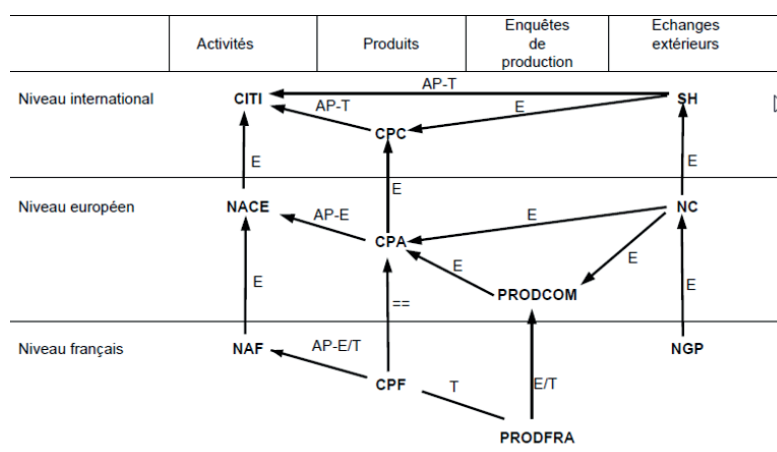 Activités
Produits
Enquêtes
de
production
Echanges
extérieurs
Niveau international
CITI
AP-T
AP-T
E
SH
CPC
E
E
E
Niveau européen
NACE
AP-E
E
NC
CPA
E
E
E
PRODCOM
E
==
Niveau français
NAF
AP-E/T
NGP
CPF
T
E/T
PRODFRA